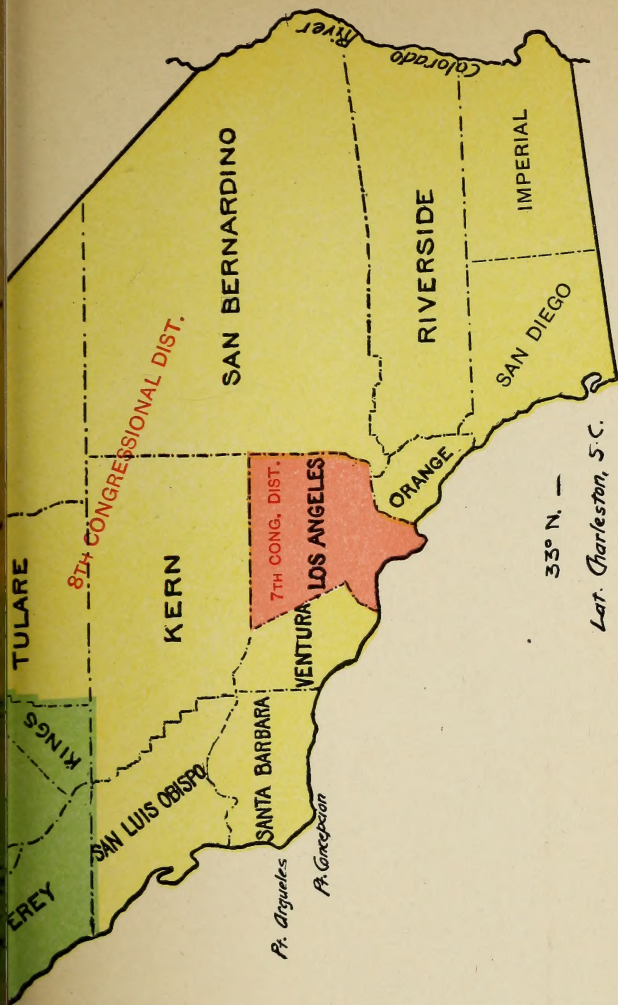 River
Colorado
SAN BERNARDINO
IMPERIAL
RIVERSIDE
SAN DIEGO
8TH CONGRESSIONAL DIST.
ORANGE
7TH CONG. DIST.
LOS ANGELES
TULARE
KERN
VENTURA
KINGS
SANTA BARBARA
SAN LUIS OBISPO
EREY
Pt. Argueles
Pt. Concepcion
33° N. —
Lat. Charleston, S.C.